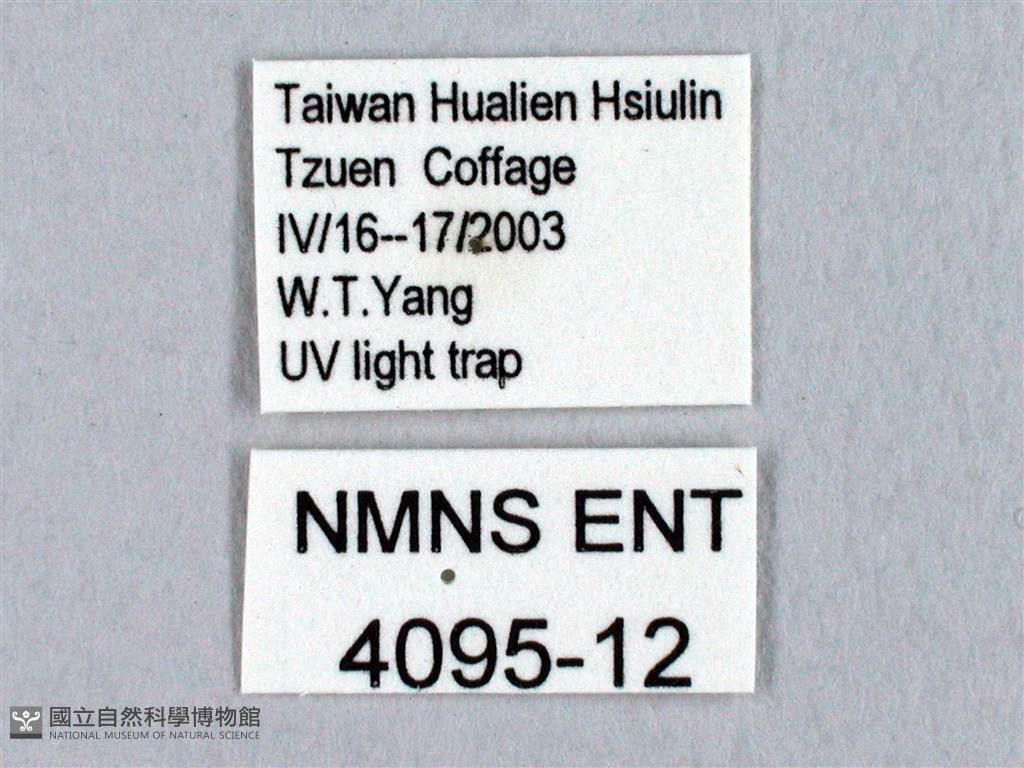 Taiwan Hualien Hsiulin
Tzuen Coffage
IV/16--17/2003
W.T.Yang
UV light trap
NMNS ENT
4095-12
國立自然科學博物館
NATIONAL MUSEUM OF NATURAL SCIENCE